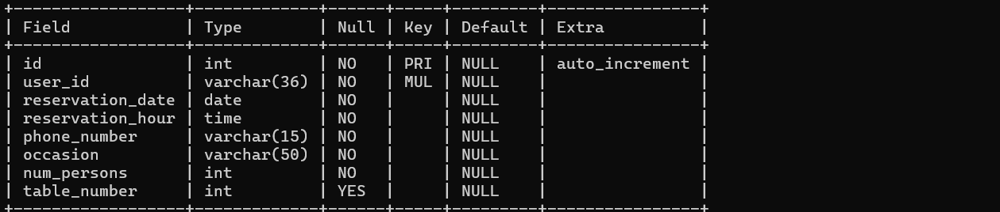 +-------------------+-------------+------+-----+---------+----------------+
| Field             | Type        | Null | Key | Default | Extra          |
+-------------------+-------------+------+-----+---------+----------------+
| id                | int         | NO   | PRI | NULL    | auto_increment |
| user_id           | varchar(36) | NO   | MUL | NULL    |                |
| reservation_date  | date        | NO   |     | NULL    |                |
| reservation_hour  | time        | NO   |     | NULL    |                |
| phone_number      | varchar(15) | NO   |     | NULL    |                |
| occasion          | varchar(50) | NO   |     | NULL    |                |
| num_persons       | int         | NO   |     | NULL    |                |
| table_number      | int         | YES  |     | NULL    |                |
+-------------------+-------------+------+-----+---------+----------------+